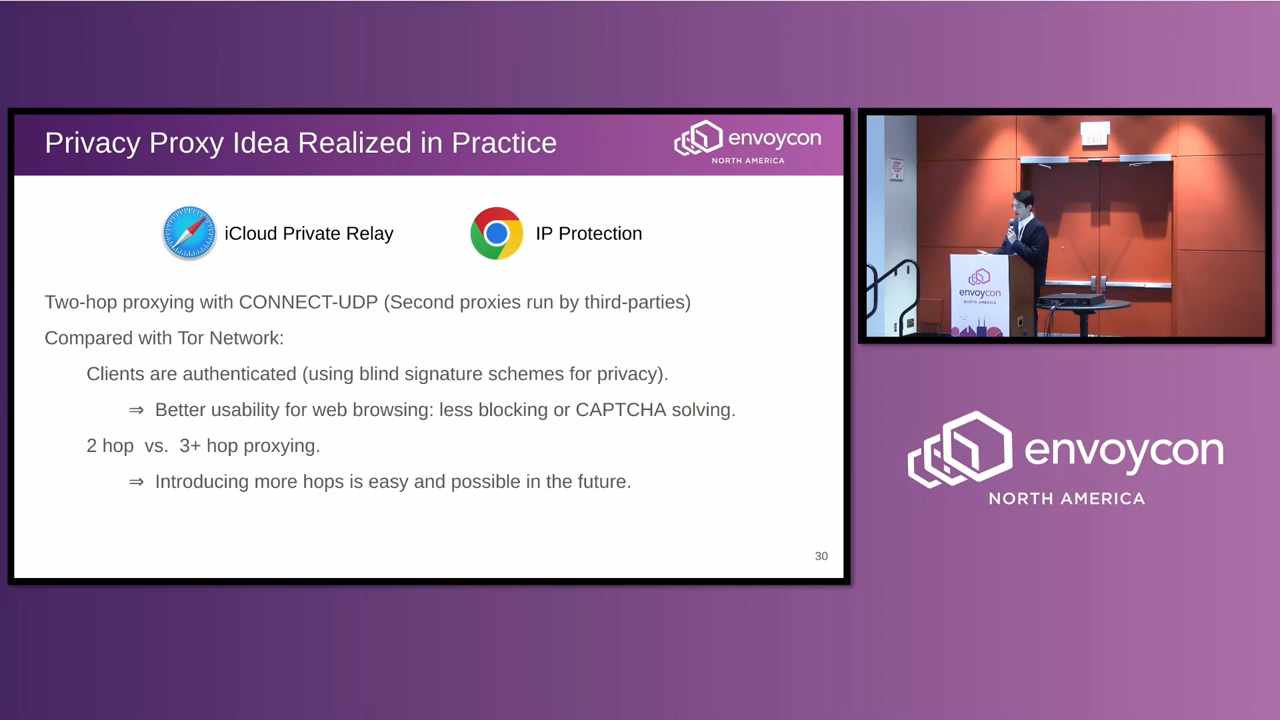 Privacy Proxy Idea Realized in Practice
envoycon
NORTH AMERICA
iCloud Private Relay
IP Protection
Two-hop proxying with CONNECT-UDP (Second proxies run by third-parties)
Compared with Tor Network:
Clients are authenticated (using blind signature schemes for privacy).
⇒ Better usability for web browsing: less blocking or CAPTCHA solving.
2 hop vs. 3+ hop proxying.
⇒ Introducing more hops is easy and possible in the future.
30
envoycon
NORTH AMERICA
envoycon
NORTH AMERICA